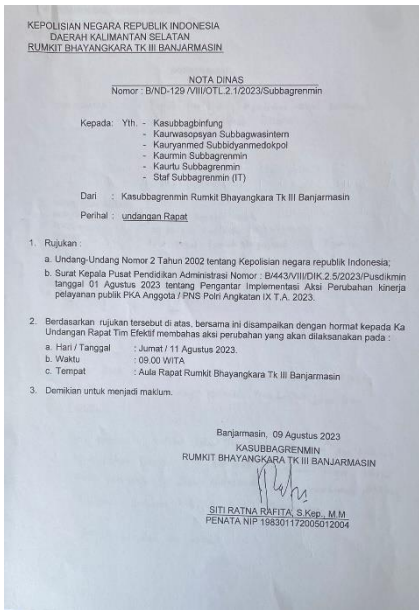 KEPOLISIAN NEGARA REPUBLIK INDONESIA
DAERAH KALIMANTAN SELATAN
RUMKIT BHAYANGKARA TK III BANJARMASIN
NOTA DINAS
Nomor : B/ND-129 /VIII/OTL.2.1/2023/Subbagrenmin
Kepada: Yth. - Kasubbagbinfung
- Kaurwasopsyan Subbagwasintern
- Kauryanmed Subbidyanmedokpol
- Kaurmin Subbagrenmin
- Kaurtu Subbagrenmin
- Staf Subbagrenmin (IT)
Dari : Kasubbagrenmin Rumkit Bhayangkara Tk III Banjarmasin
Perihal : undangan Rapat
1. Rujukan :
a. Undang-Undang Nomor 2 Tahun 2002 tentang Kepolisian negara republik Indonesia;
b. Surat Kepala Pusat Pendidikan Administrasi Nomor : B/443/VIII/DIK.2.5/2023/Pusdikmin
tanggal 01 Agustus 2023 tentang Pengantar Implementasi Aksi Perubahan kinerja
pelayanan publik PKA Anggota / PNS Polri Angkatan IX T.A. 2023.
2. Berdasarkan rujukan tersebut di atas, bersama ini disampaikan dengan hormat kepada Ka
Undangan Rapat Tim Efektif membahas aksi perubahan yang akan dilaksanakan pada :
a. Hari / Tanggal : Jumat / 11 Agustus 2023.
b. Waktu : 09.00 WITA
c. Tempat : Aula Rapat Rumkit Bhayangkara Tk III Banjarmasin
3. Demikian untuk menjadi maklum.
Banjarmasin, 09 Agustus 2023
KASUBBAGRENMIN
RUMKIT BHAYANGKARA TK III BANJARMASIN
SITI RATNA RAFITA, S.Kep., M.M
PENATA NIP 198301172005012004